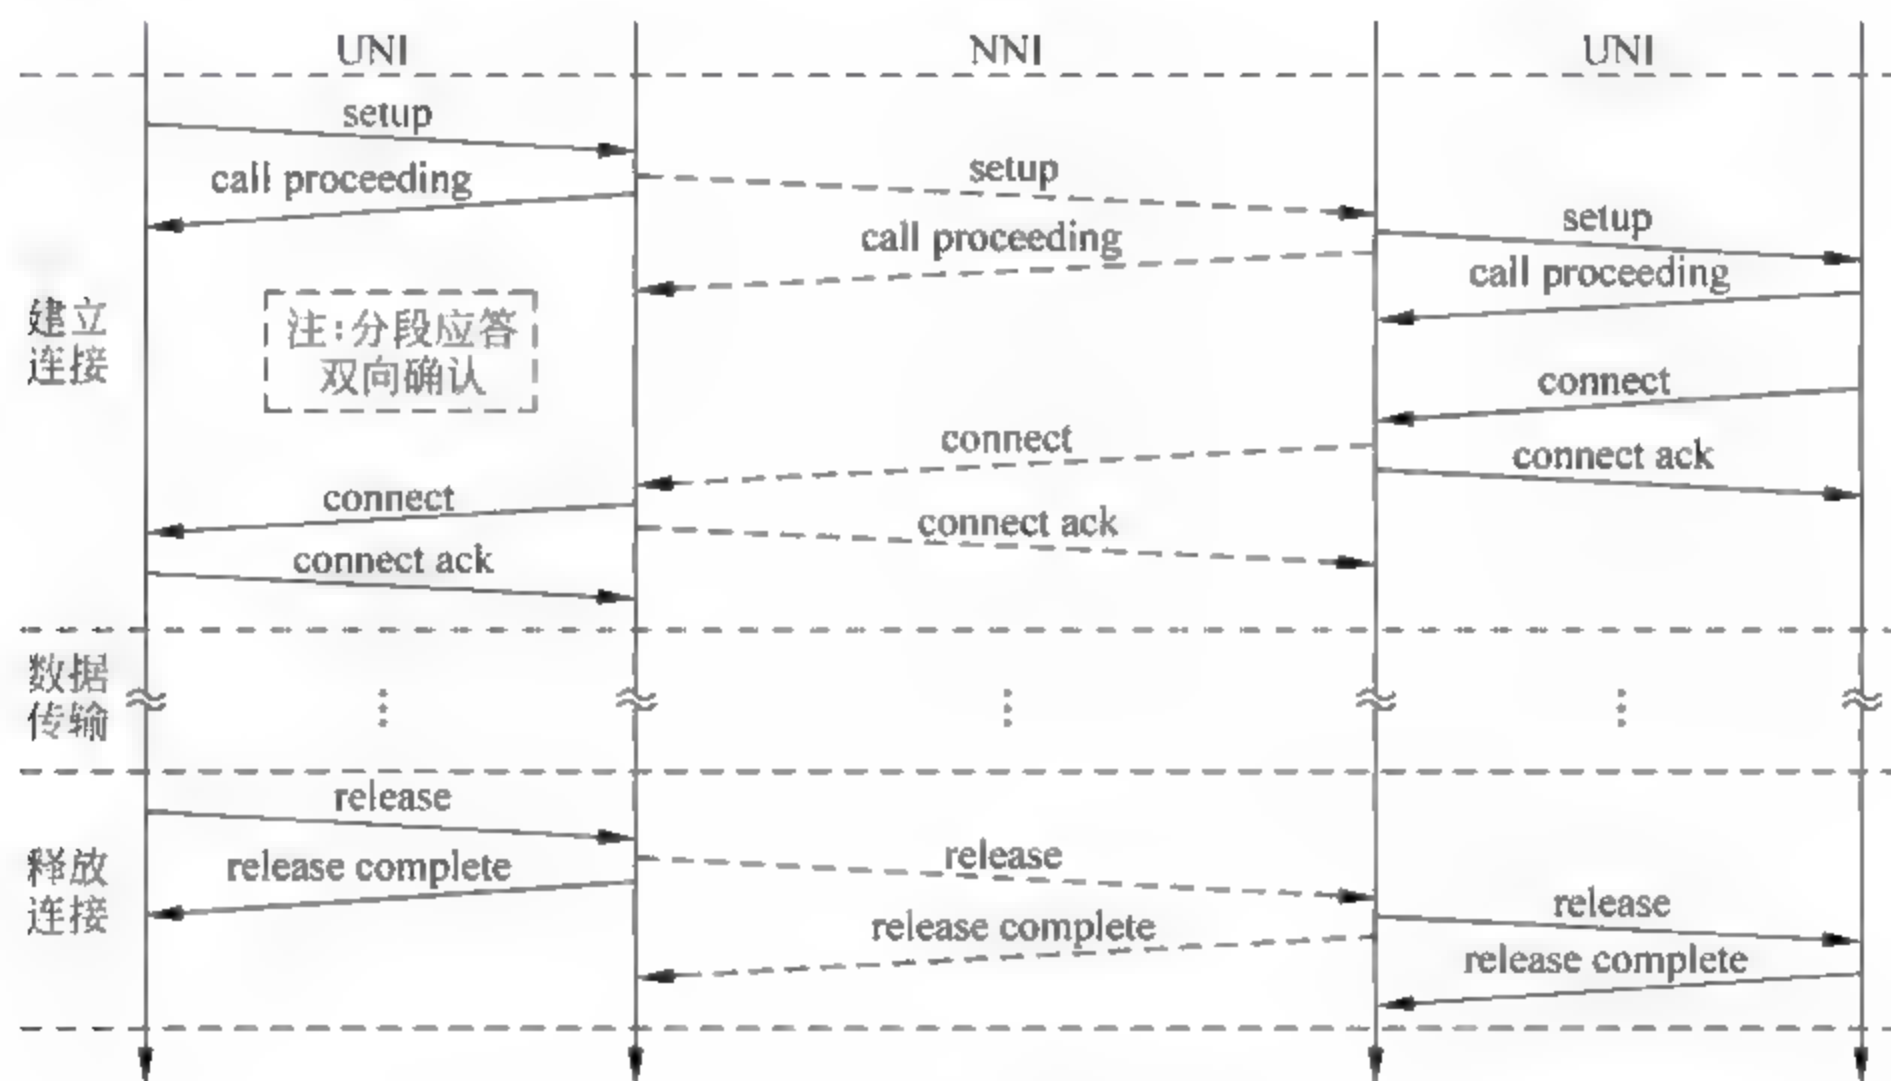 UNI
NNI
UNI
setup
call proceeding
setup
call proceeding
setup
call proceeding
建立
连接
注:分段应答
双向确认
connect
connect
connect ack
connect
connect ack
connect ack
数据
传输
release
release complete
release
release complete
release
release complete
释放
连接